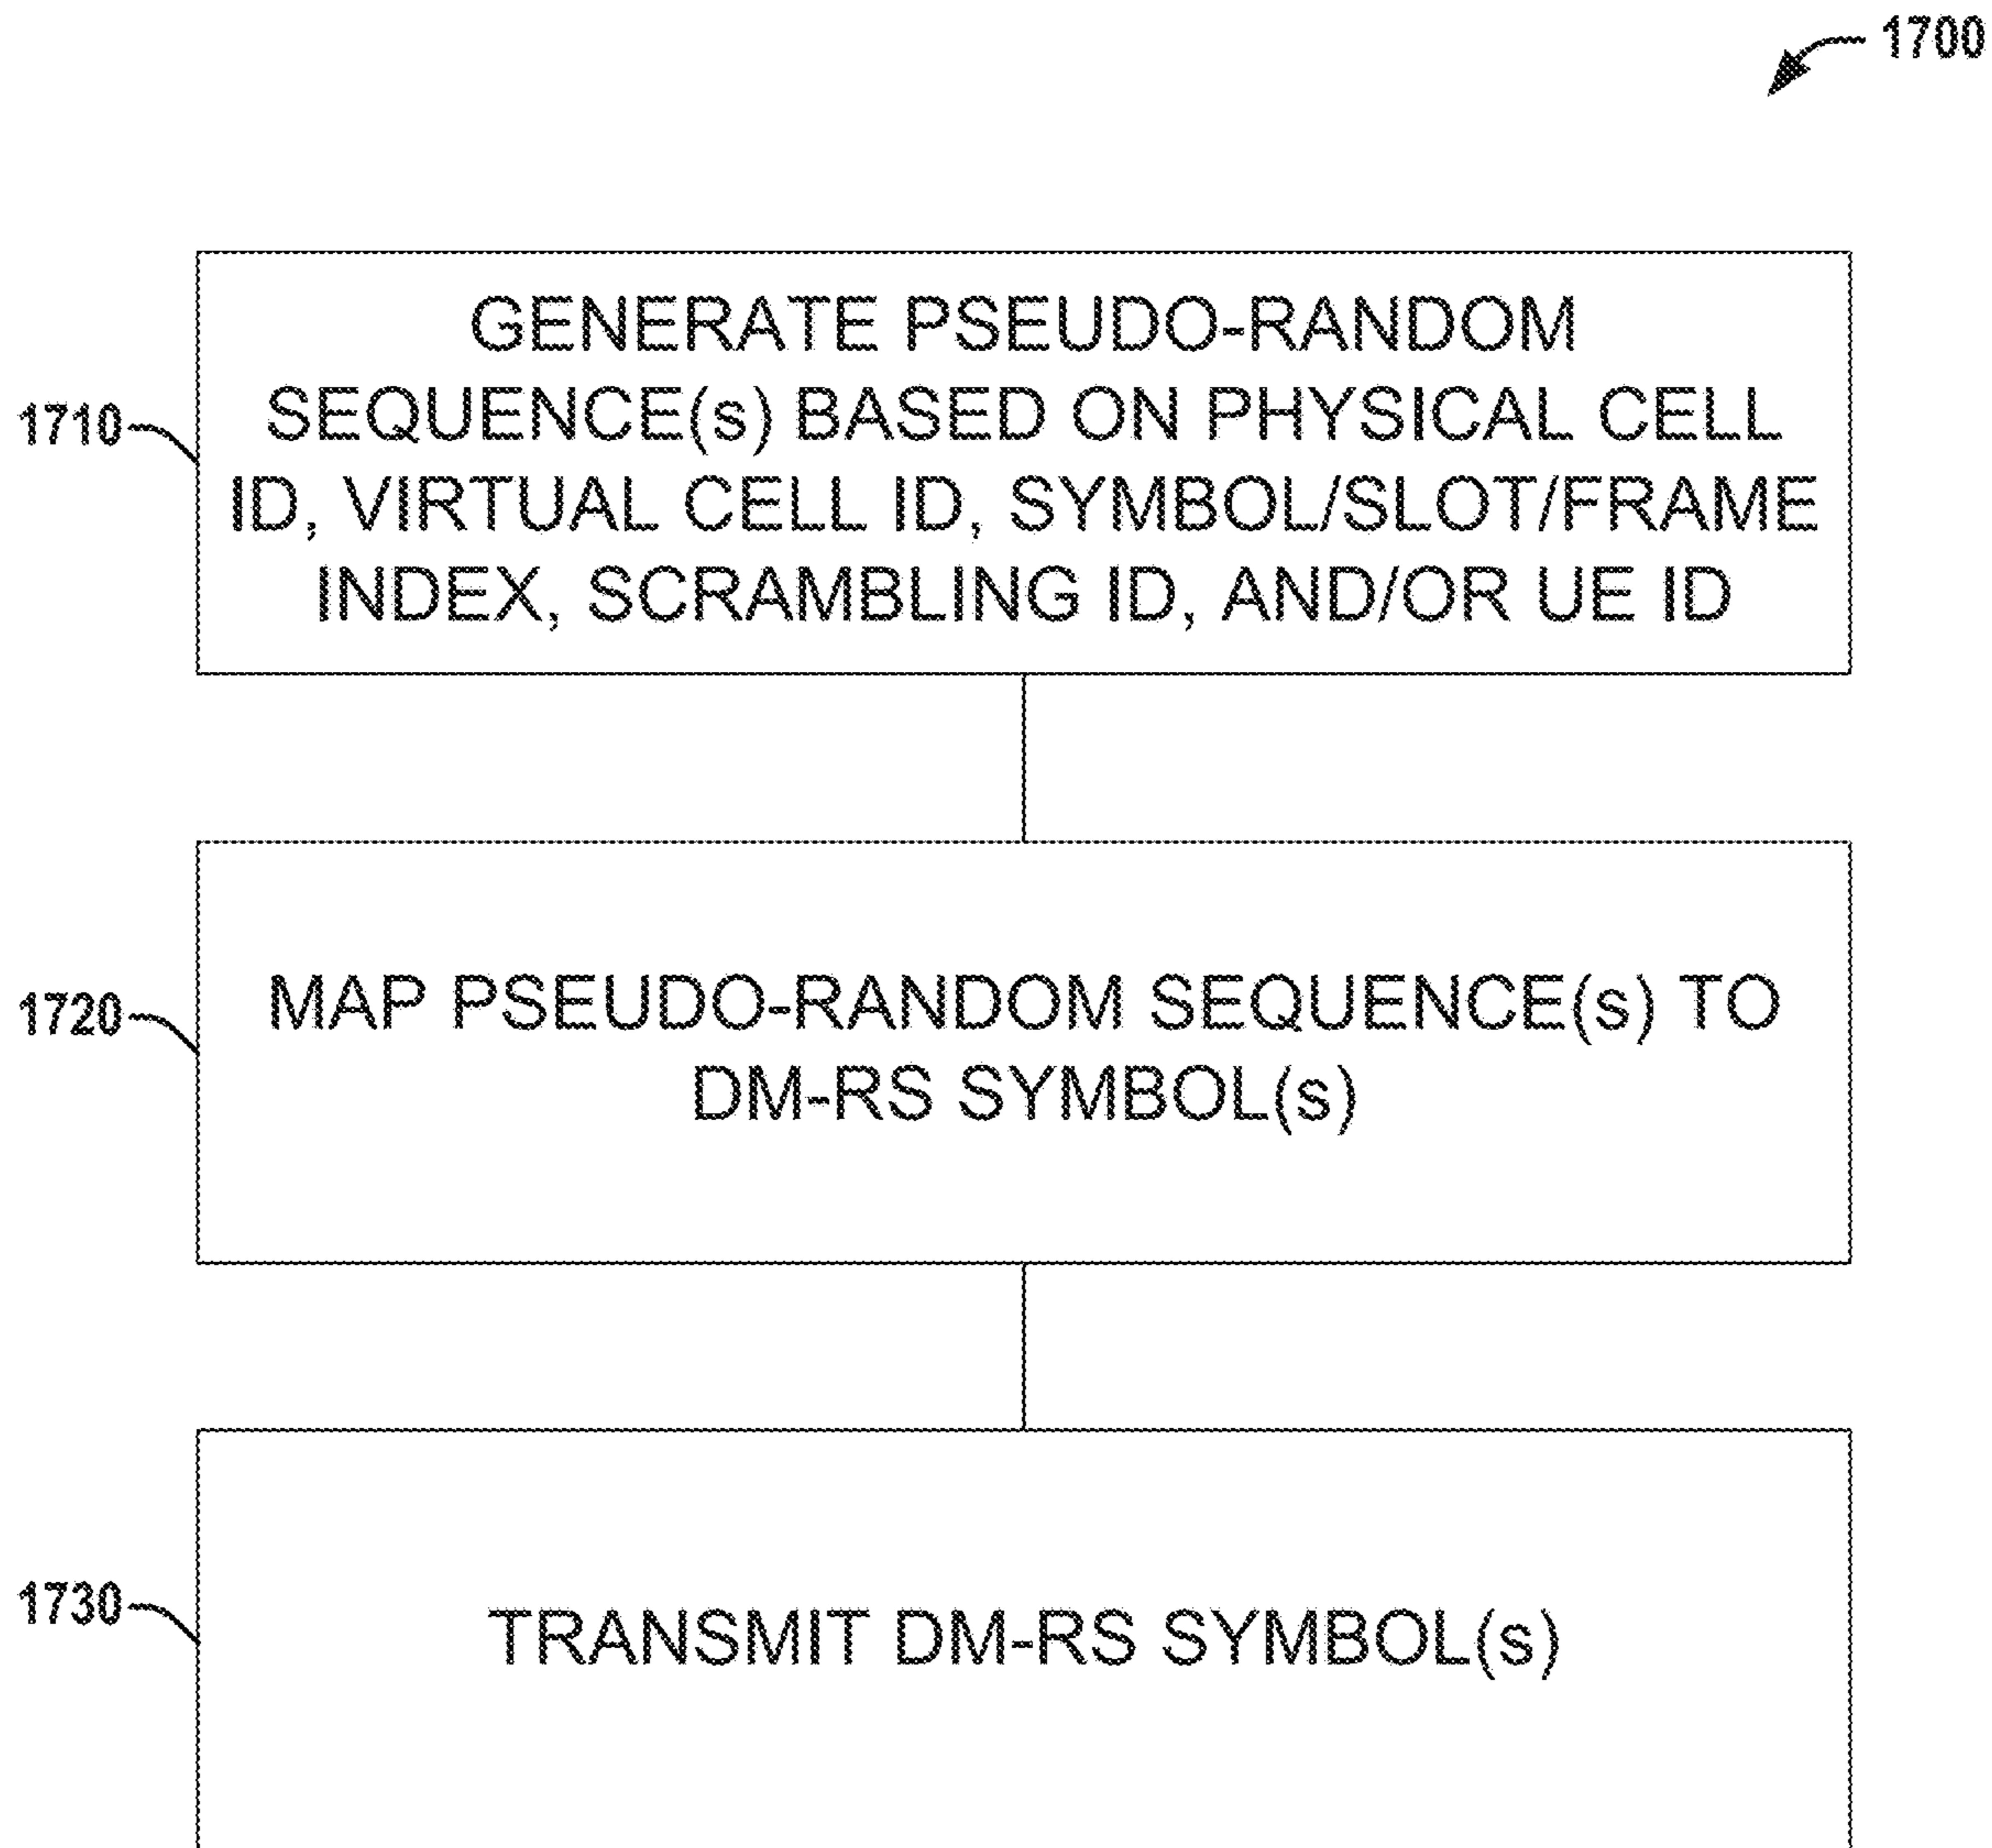 1700
GENERATE PSEUDO-RANDOM
SEQUENCE(s) BASED ON PHYSICAL CELL
ID, VIRTUAL CELL ID, SYMBOL/SLOT/FRAME
INDEX, SCRAMBLING ID, AND/OR UE ID
1710
MAP PSEUDO-RANDOM SEQUENCE(s) TO
DM-RS SYMBOL(s)
1720
TRANSMIT DM-RS SYMBOL(s)
1730